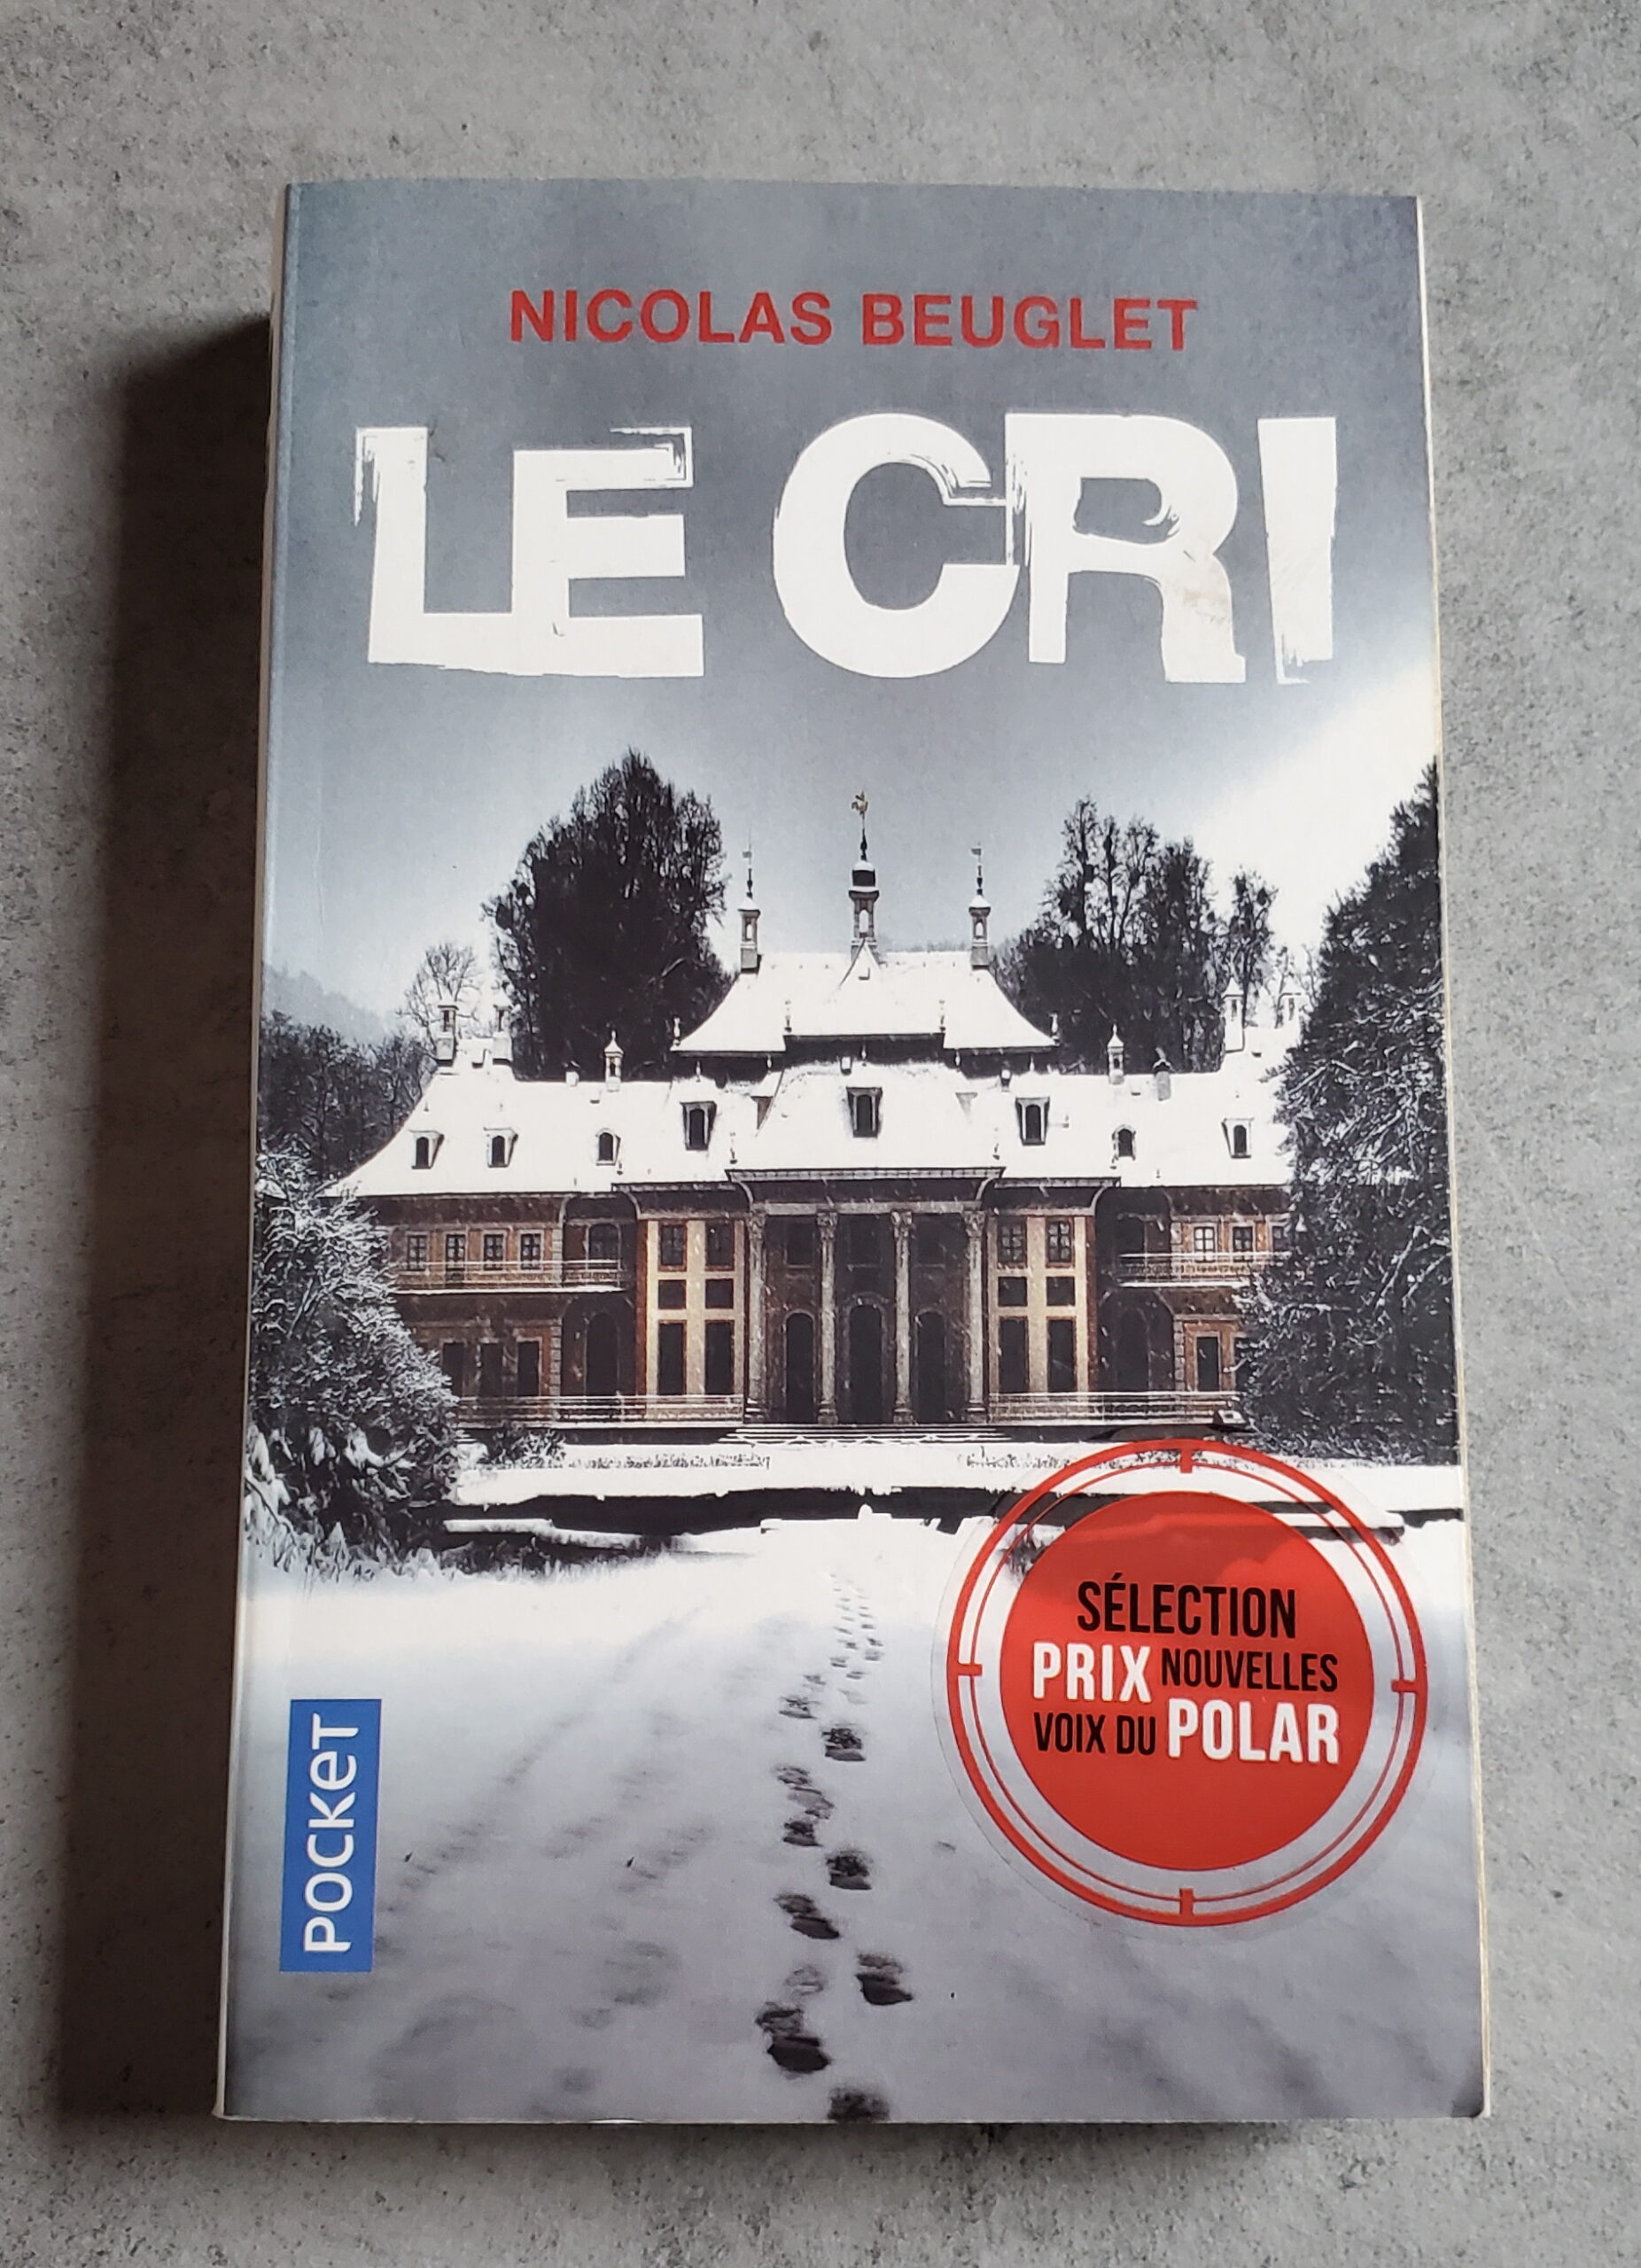 NICOLAS BEUGLET
LE CRI
SÉLECTION
PRIX NOUVELLES
VOIX DU POLAR
POCKET